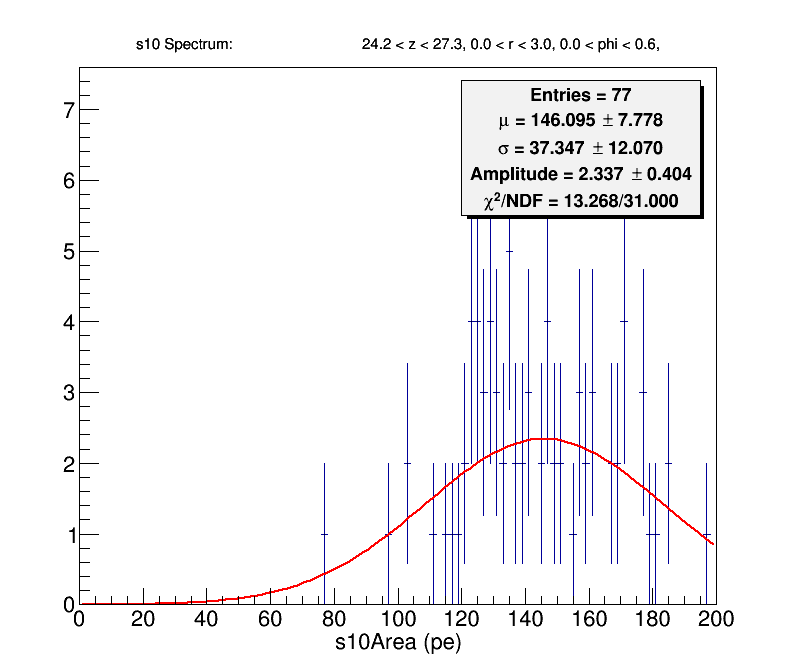 s10 Spectrum: 24.2 < z < 27.3, 0.0 < r < 3.0, 0.0 < phi < 0.6,
Entries = 77
μ = 146.095 ± 7.778
σ = 37.347 ± 12.070
Amplitude = 2.337 ± 0.404
χ²/NDF = 13.268/31.000
7
6
5
4
3
2
1
0
0 20 40 60 80 100 120 140 160 180 200
s10Area (pe)